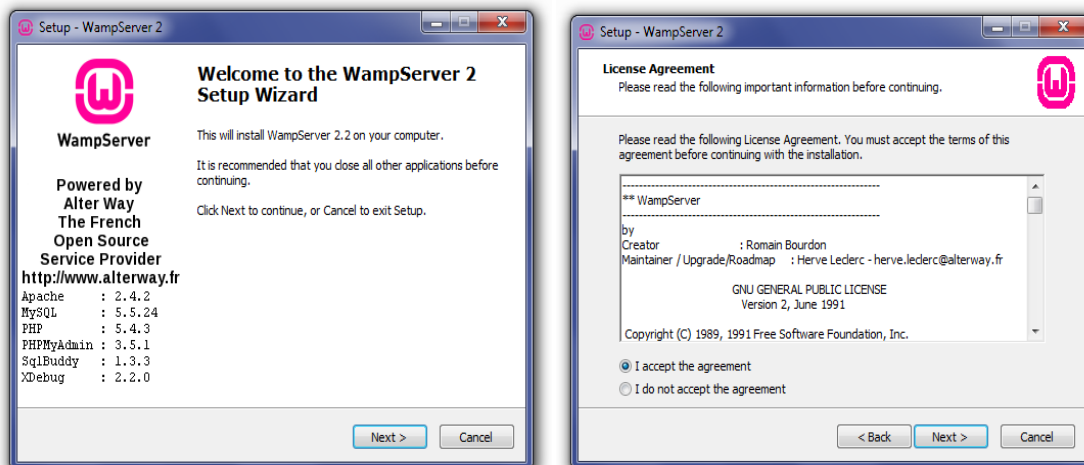 Setup - WampServer 2
WampServer
Powered by
Alter Way
The French
Open Source
Service Provider
http://www.alterway.fr
Apache : 2.4.2
MySQL : 5.5.24
PHP : 5.4.3
PHPMyAdmin : 3.5.1
SqlBuddy : 1.3.3
XDebug : 2.2.0
Welcome to the WampServer 2
Setup Wizard
This will install WampServer 2.2 on your computer.
It is recommended that you close all other applications before
continuing.
Click Next to continue, or Cancel to exit Setup.
Next >
Cancel
Setup - WampServer 2
License Agreement
Please read the following important information before continuing.
Please read the following License Agreement. You must accept the terms of this
agreement before continuing with the installation.
------------------------------------------------------------
** WampServer
------------------------------------------------------------
by
Creator : Romain Bourdon
Maintainer / Upgrade/Roadmap : Herve Leclerc - herve.leclerc@alterway.fr
GNU GENERAL PUBLIC LICENSE
Version 2, June 1991
Copyright (C) 1989, 1991 Free Software Foundation, Inc.
I accept the agreement
I do not accept the agreement
< Back
Next >
Cancel